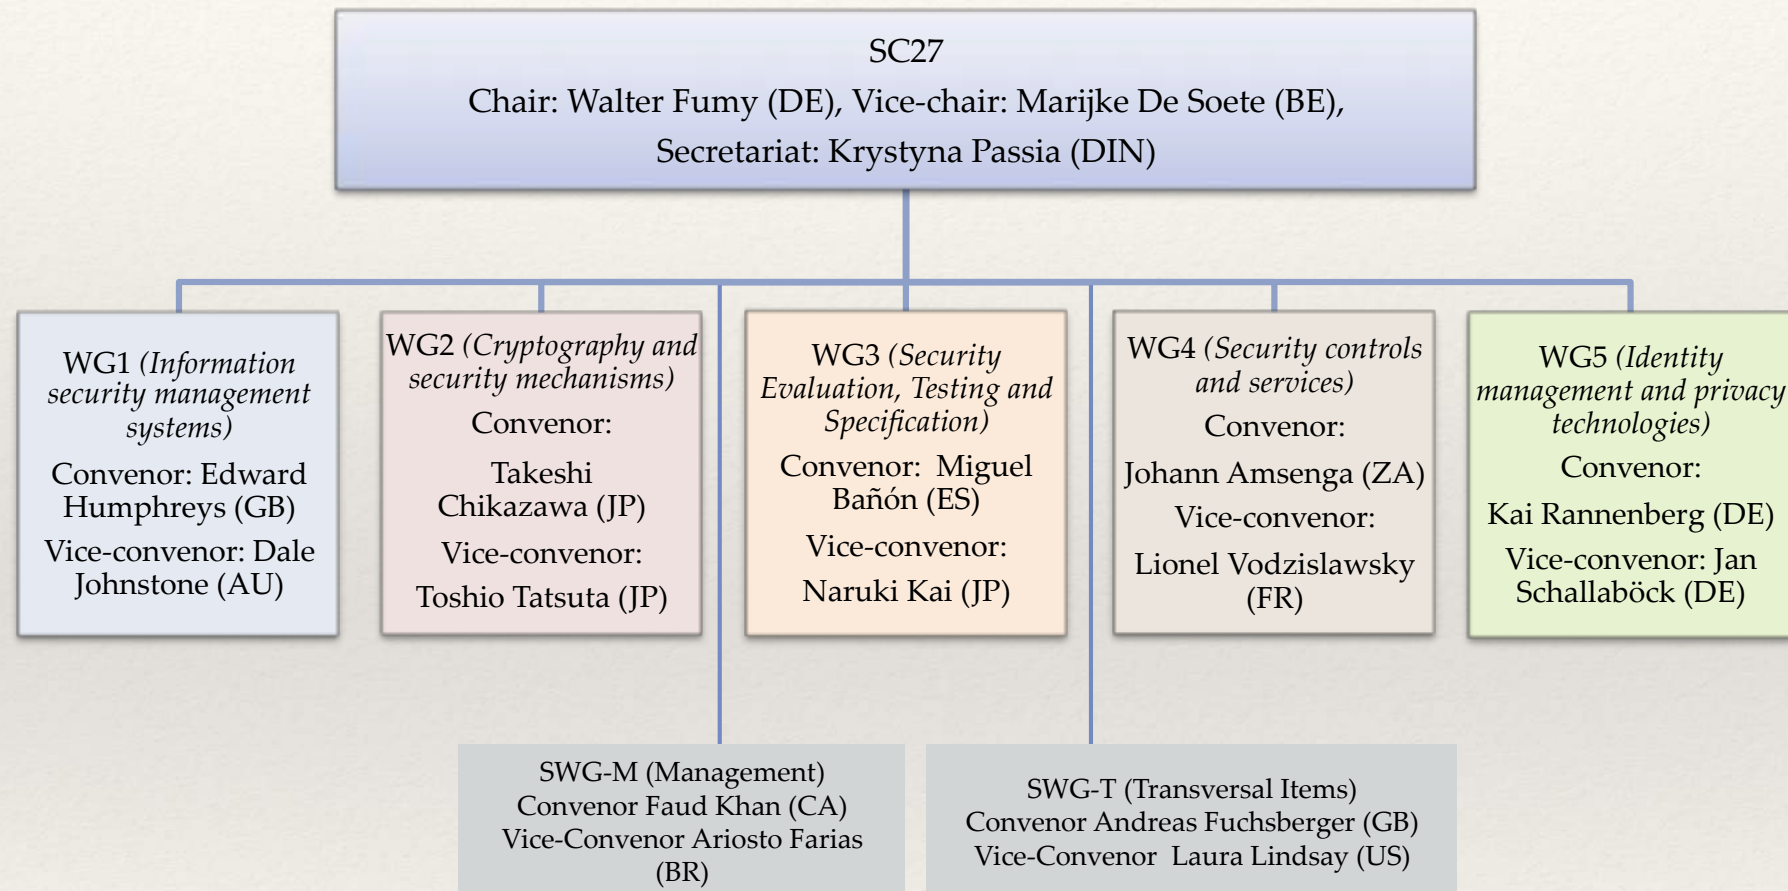 SC27
Chair: Walter Fumy (DE), Vice-chair: Marijke De Soete (BE),
Secretariat: Krystyna Passia (DIN)
WG1 (Information
security management
systems)
Convenor: Edward
Humphreys (GB)
Vice-convenor: Dale
Johnstone (AU)
WG2 (Cryptography and
security mechanisms)
Convenor:
Takeshi
Chikazawa (JP)
Vice-convenor:
Toshio Tatsuta (JP)
WG3 (Security
Evaluation, Testing and
Specification)
Convenor: Miguel
Bañón (ES)
Vice-convenor:
Naruki Kai (JP)
WG4 (Security controls
and services)
Convenor:
Johann Amsenga (ZA)
Vice-convenor:
Lionel Vodzislawsky
(FR)
WG5 (Identity
management and privacy
technologies)
Convenor:
Kai Rannenberg (DE)
Vice-convenor: Jan
Schallaböck (DE)
SWG-M (Management)
Convenor Faud Khan (CA)
Vice-Convenor Ariosto Farias
(BR)
SWG-T (Transversal Items)
Convenor Andreas Fuchsberger (GB)
Vice-Convenor Laura Lindsay (US)